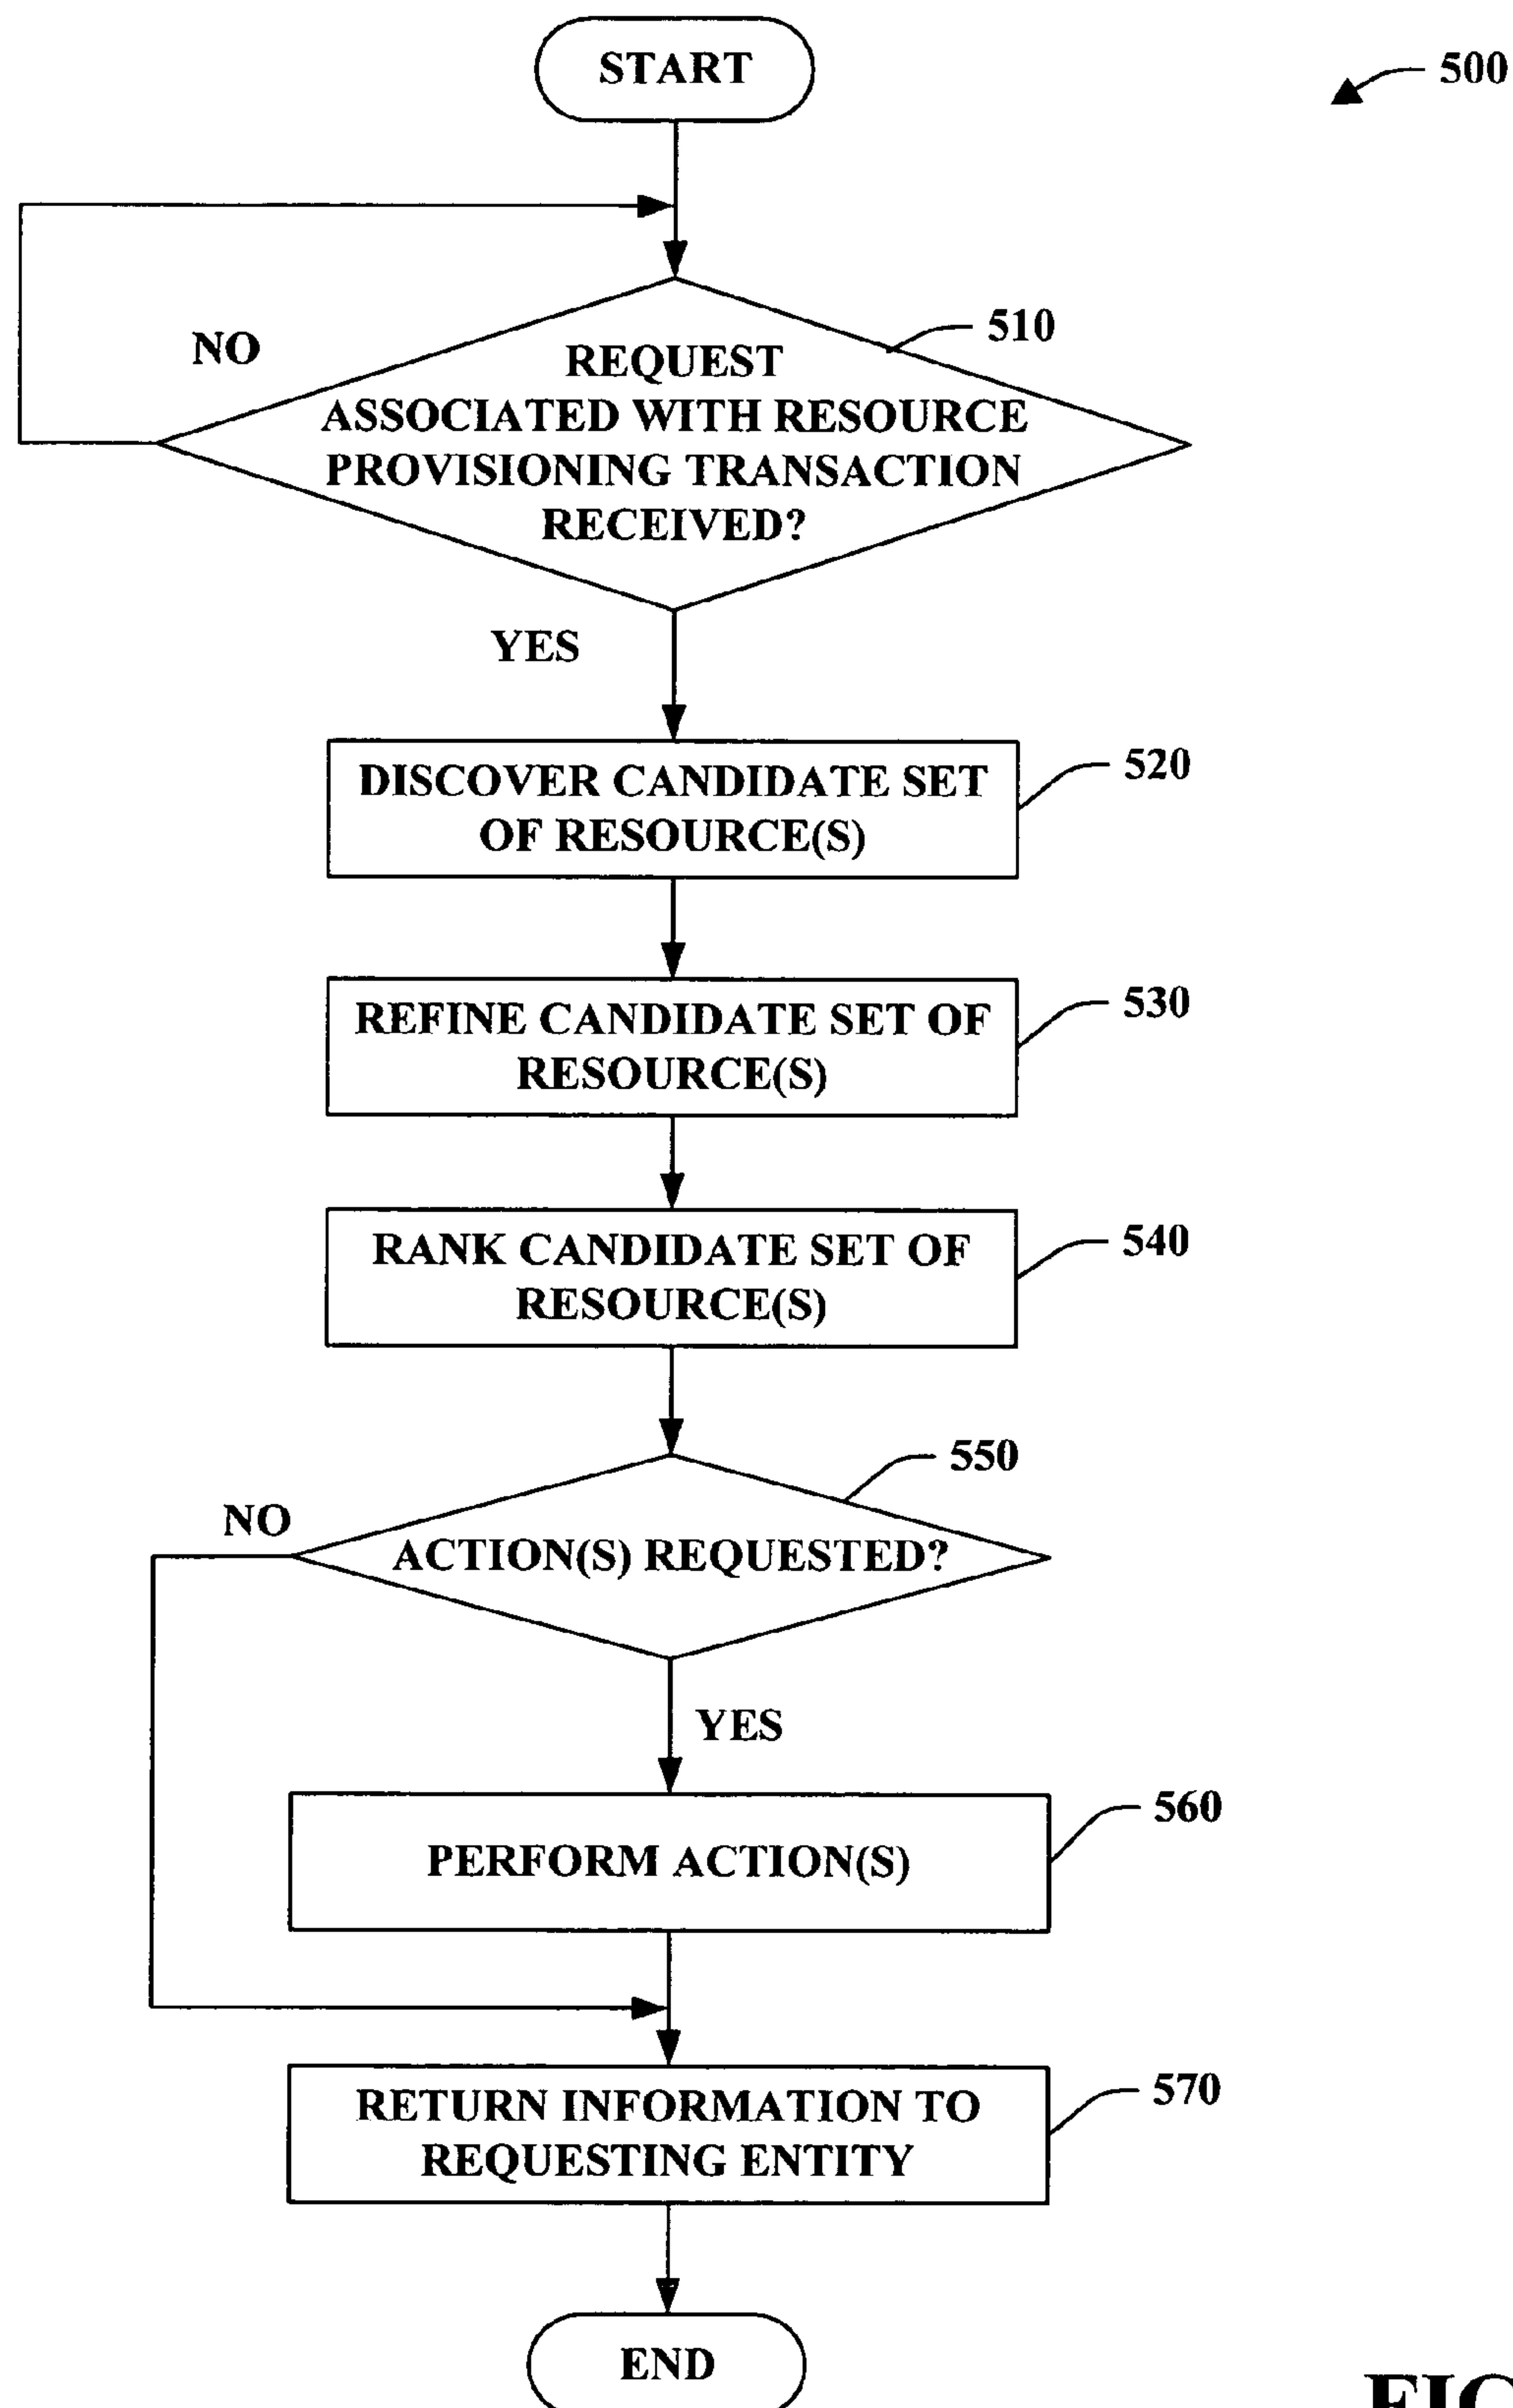 START
500
NO
510
REQUEST
ASSOCIATED WITH RESOURCE
PROVISIONING TRANSACTION
RECEIVED?
YES
DISCOVER CANDIDATE SET
OF RESOURCE(S)
520
REFINE CANDIDATE SET OF
RESOURCE(S)
530
RANK CANDIDATE SET OF
RESOURCE(S)
540
550
NO
ACTION(S) REQUESTED?
YES
PERFORM ACTION(S)
560
RETURN INFORMATION TO
REQUESTING ENTITY
570
END